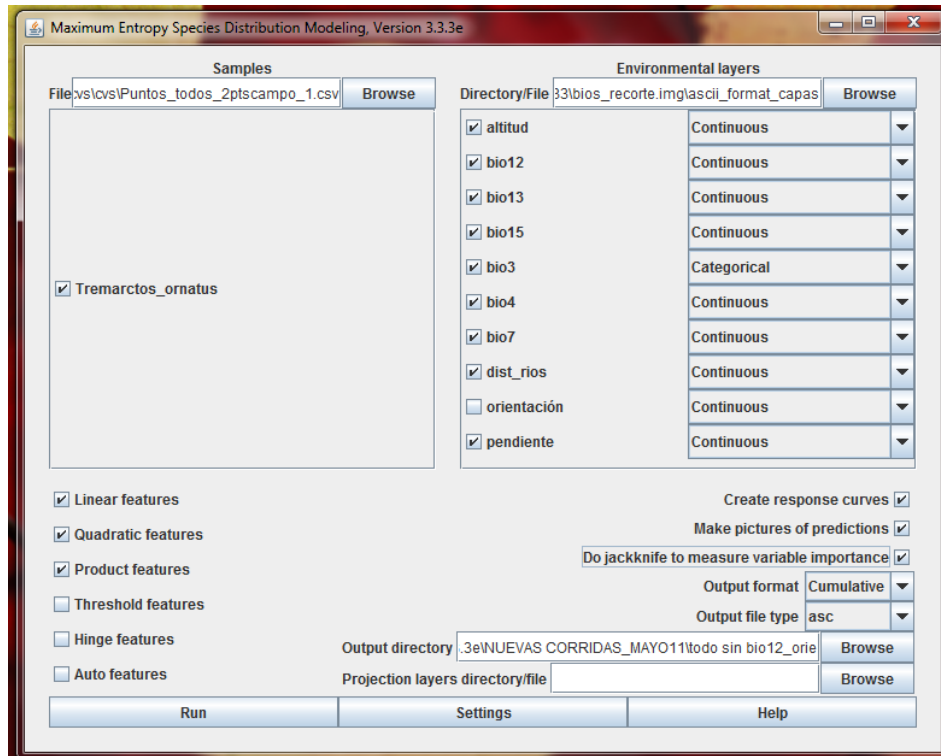 Maximum Entropy Species Distribution Modeling, Version 3.3.3e
Samples
File vs\cvs\Puntos_todos_2ptscampo_1.csv Browse
Tremarctos_ornatus
Environmental layers
Directory/File 33\bios_recorte.img\ascii_format_capas Browse
altitud Continuous
bio12 Continuous
bio13 Continuous
bio15 Continuous
bio3 Categorical
bio4 Continuous
bio7 Continuous
dist_rios Continuous
orientación Continuous
pendiente Continuous
Linear features
Quadratic features
Product features
Threshold features
Hinge features
Auto features
Create response curves
Make pictures of predictions
Do jackknife to measure variable importance
Output format Cumulative
Output file type asc
Output directory .3e\NUEVAS CORRIDAS_MAYO11\todo sin bio12_orie Browse
Projection layers directory/file Browse
Run Settings Help